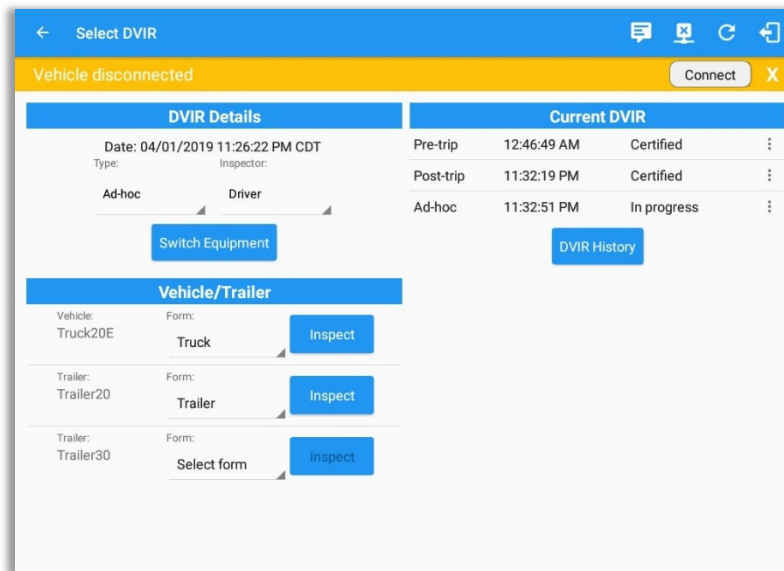 Select DVIR
Vehicle disconnected
Connect X
DVIR Details
Date: 04/01/2019 11:26:22 PM CDT
Type: Inspector:
Ad-hoc Driver
Switch Equipment
Vehicle/Trailer
Vehicle: Form:
Truck20E Truck Inspect
Trailer: Form:
Trailer20 Trailer Inspect
Trailer: Form:
Trailer30 Select form Inspect
Current DVIR
Pre-trip 12:46:49 AM Certified
Post-trip 11:32:19 PM Certified
Ad-hoc 11:32:51 PM In progress
DVIR History